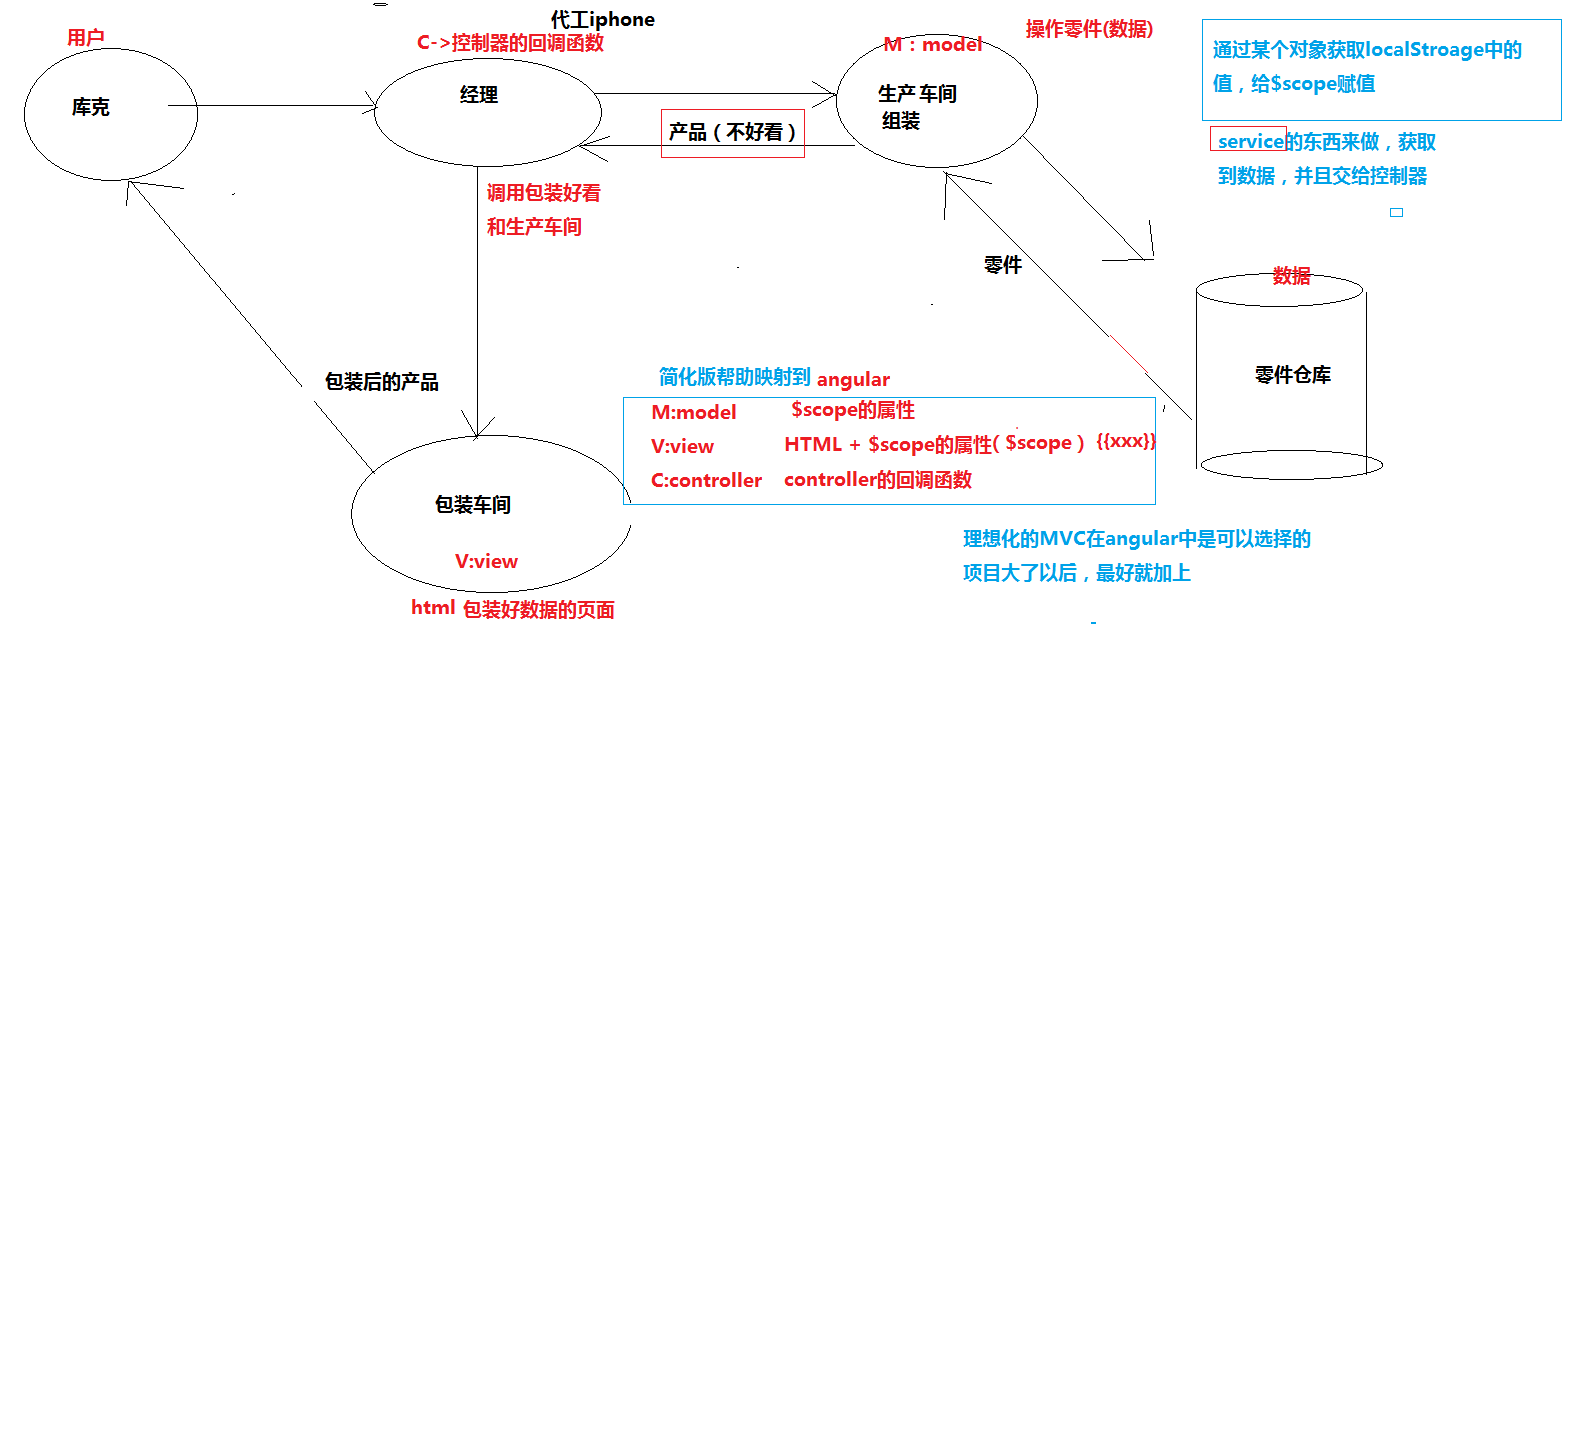 代工iphone
用户
C->控制器的回调函数
M：model
操作零件(数据)
通过某个对象获取localStroage中的
值，给$scope赋值
库克
经理
生产 车间
组装
产品（不好看）
service的东西来做，获取
到数据，并且交给控制器
调用包装好看
和生产车间
零件
数据
零件仓库
包装后的产品
简化版帮助映射到 angular
M:model $scope的属性
V:view HTML + $scope的属性( $scope ) {{xxx}}
C:controller controller的回调函数
包装车间
V:view
html 包装好数据的页面
理想化的MVC在angular中是可以选择的
项目大了以后，最好就加上